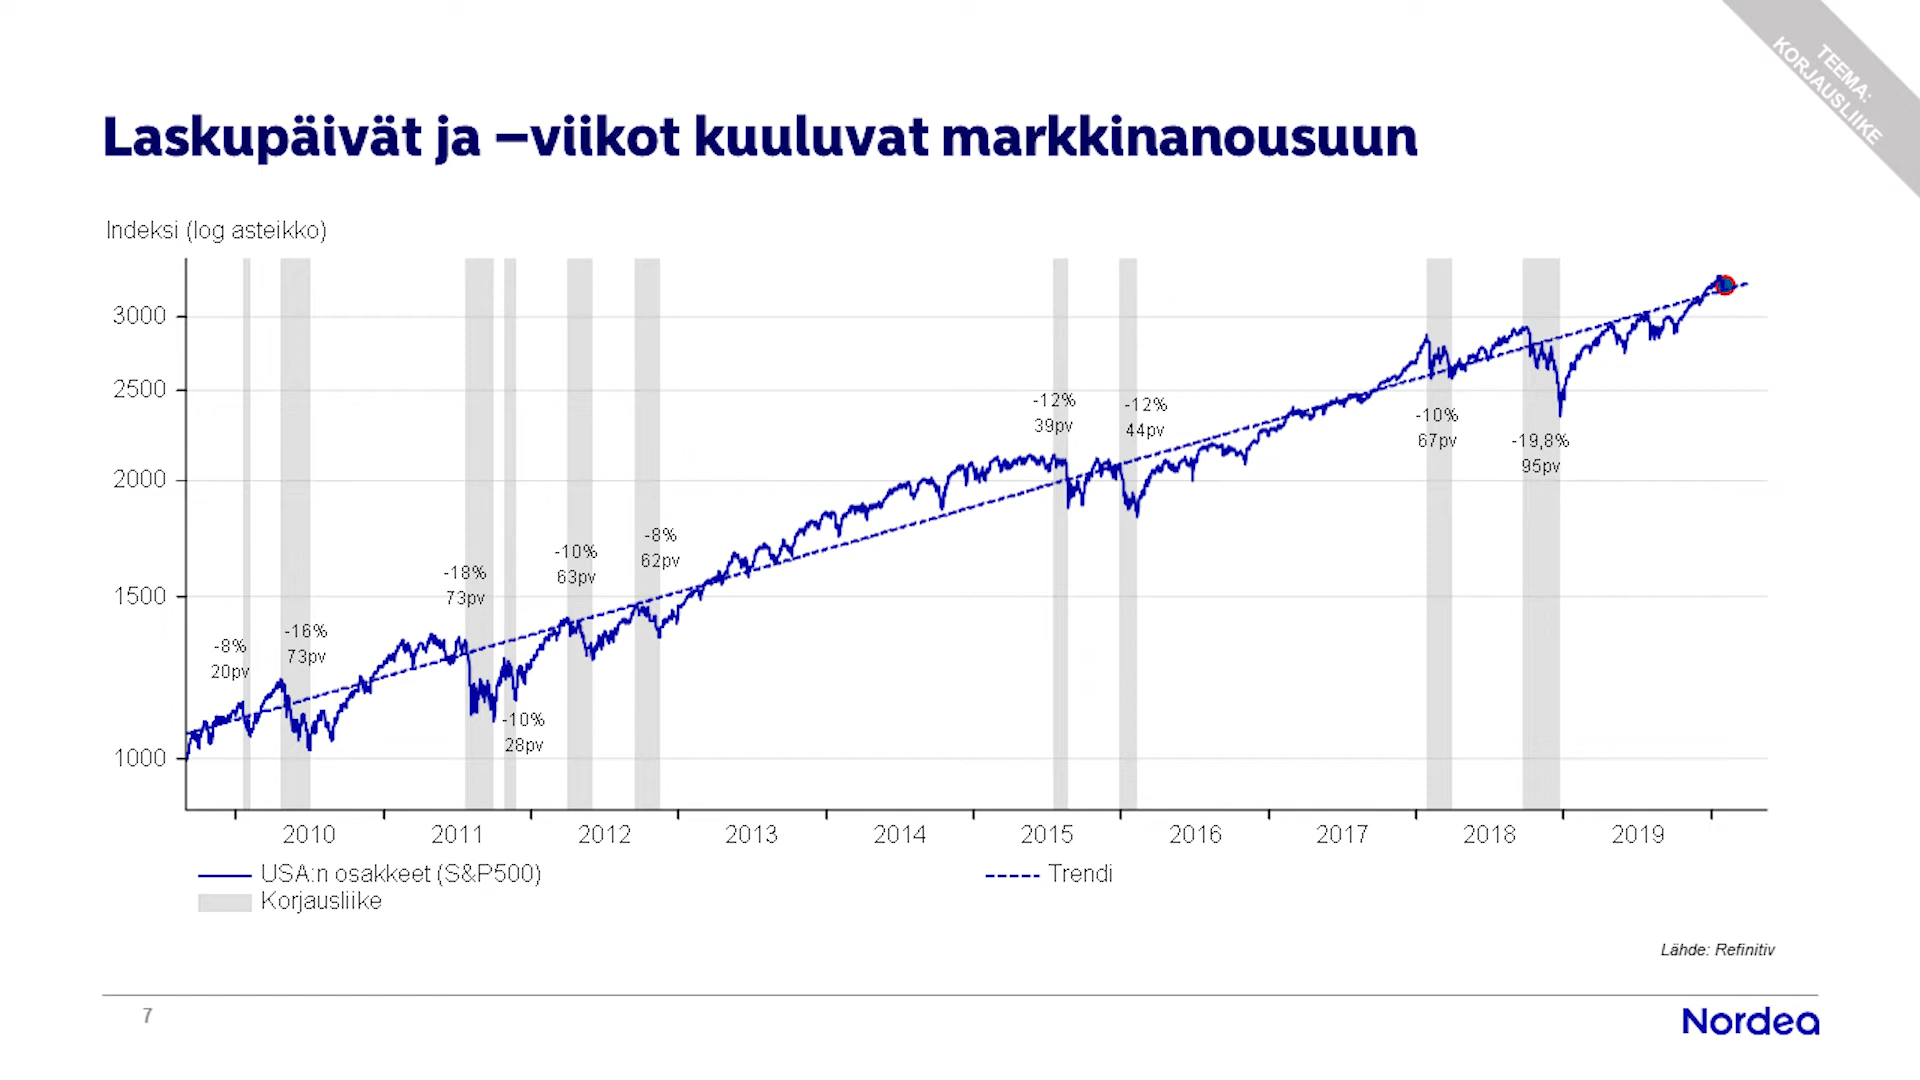 TEEMA:
KORJAUSLIIKE
Laskupäivät ja –viikot kuuluvat markkinanousuun
Indeksi (log asteikko)
3000
2500
2000
1500
1000
-8%
20pv
-16%
73pv
-18%
73pv
-10%
28pv
-10%
63pv
-8%
62pv
-12%
39pv
-12%
44pv
-10%
67pv
-19,8%
95pv
2010 2011 2012 2013 2014 2015 2016 2017 2018 2019
USA:n osakkeet (S&P500) Trendi
Korjausliike
Lähde: Refinitiv
7 Nordea